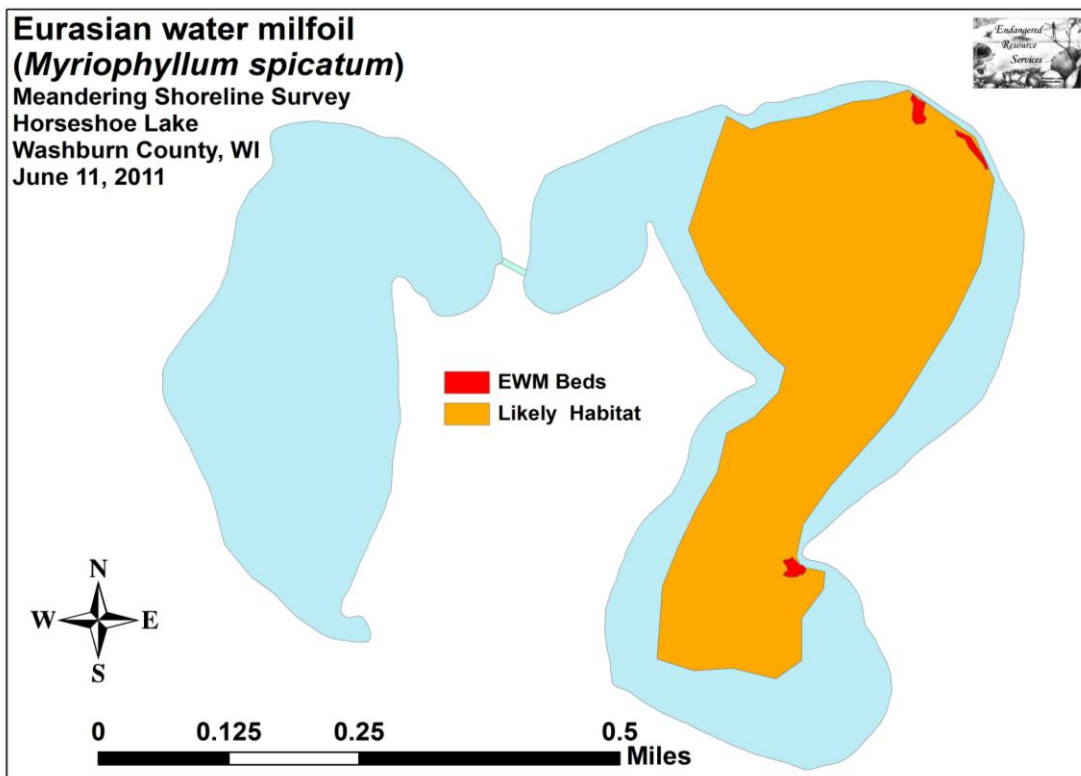 Eurasian water milfoil
(Myriophyllum spicatum)
Meandering Shoreline Survey
Horseshoe Lake
Washburn County, WI
June 11, 2011
Endangered
Resource
Services
EWM Beds
Likely Habitat
N
W E
S
0 0.125 0.25 0.5
Miles